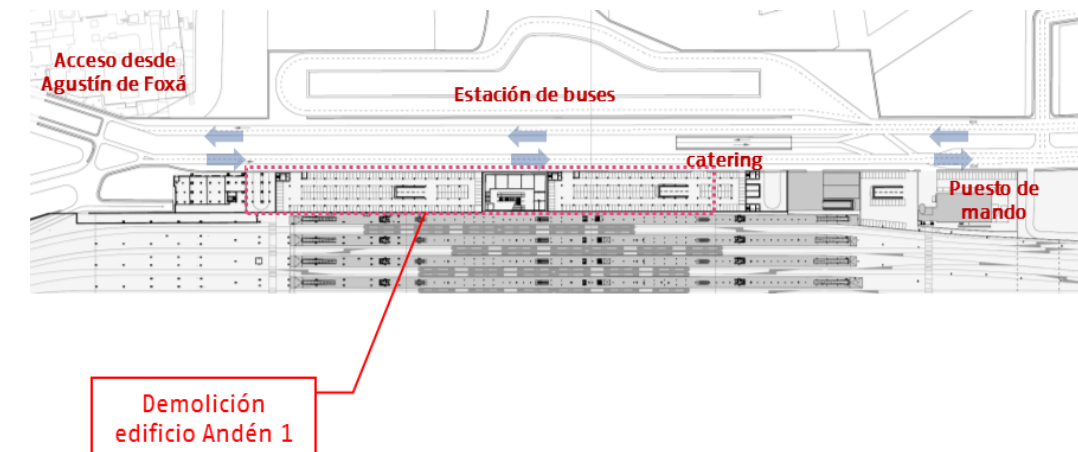 Acceso desde
Agustín de Foxá
Estación de buses
catering
Puesto de
mando
Demolición
edificio Andén 1